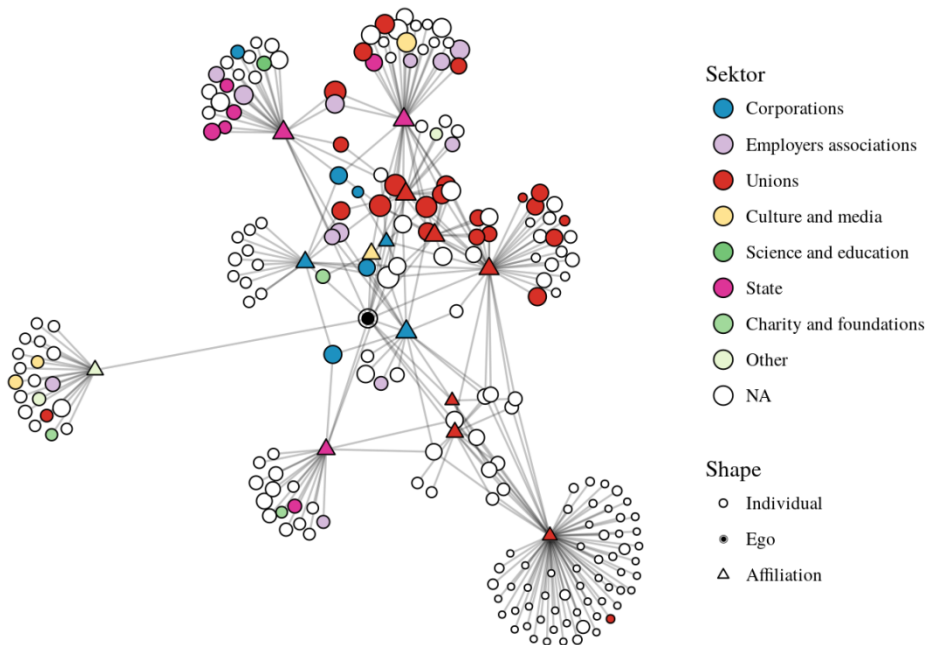 Sektor
Corporations
Employers associations
Unions
Culture and media
Science and education
State
Charity and foundations
Other
NA
Shape
Individual
Ego
Affiliation